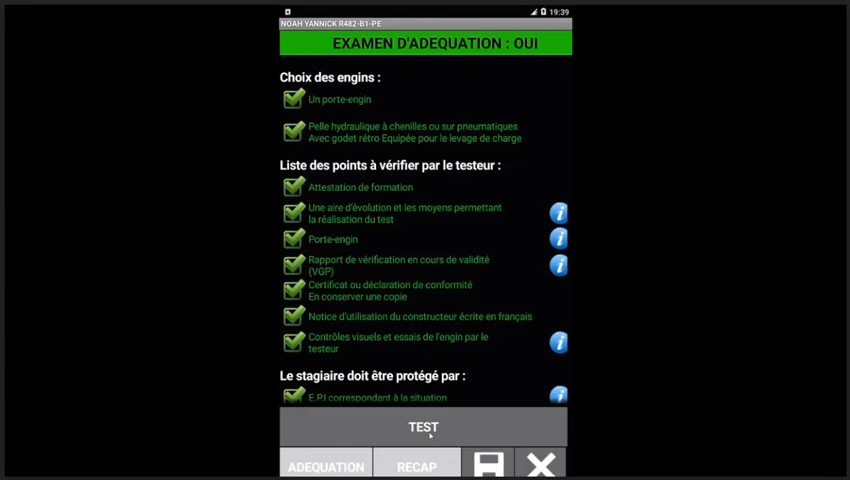 19:39
NOAH YANNICK R482-B1-PE
EXAMEN D'ADEQUATION : OUI
Choix des engins :
Un porte-engin
Pelle hydraulique à chenilles ou sur pneumatiques
Avec godet rétro Equipée pour le levage de charge
Liste des points à vérifier par le testeur :
Attestation de formation
Une aire d'évolution et les moyens permettant
la réalisation du test
Porte-engin
Rapport de vérification en cours de validité
(VGP)
Certificat ou déclaration de conformité
En conserver une copie
Notice d'utilisation du constructeur écrite en français
Contrôles visuels et essais de l'engin par le
testeur
Le stagiaire doit être protégé par :
E.P.I correspondant à la situation
TEST
ADEQUATION
RECAP